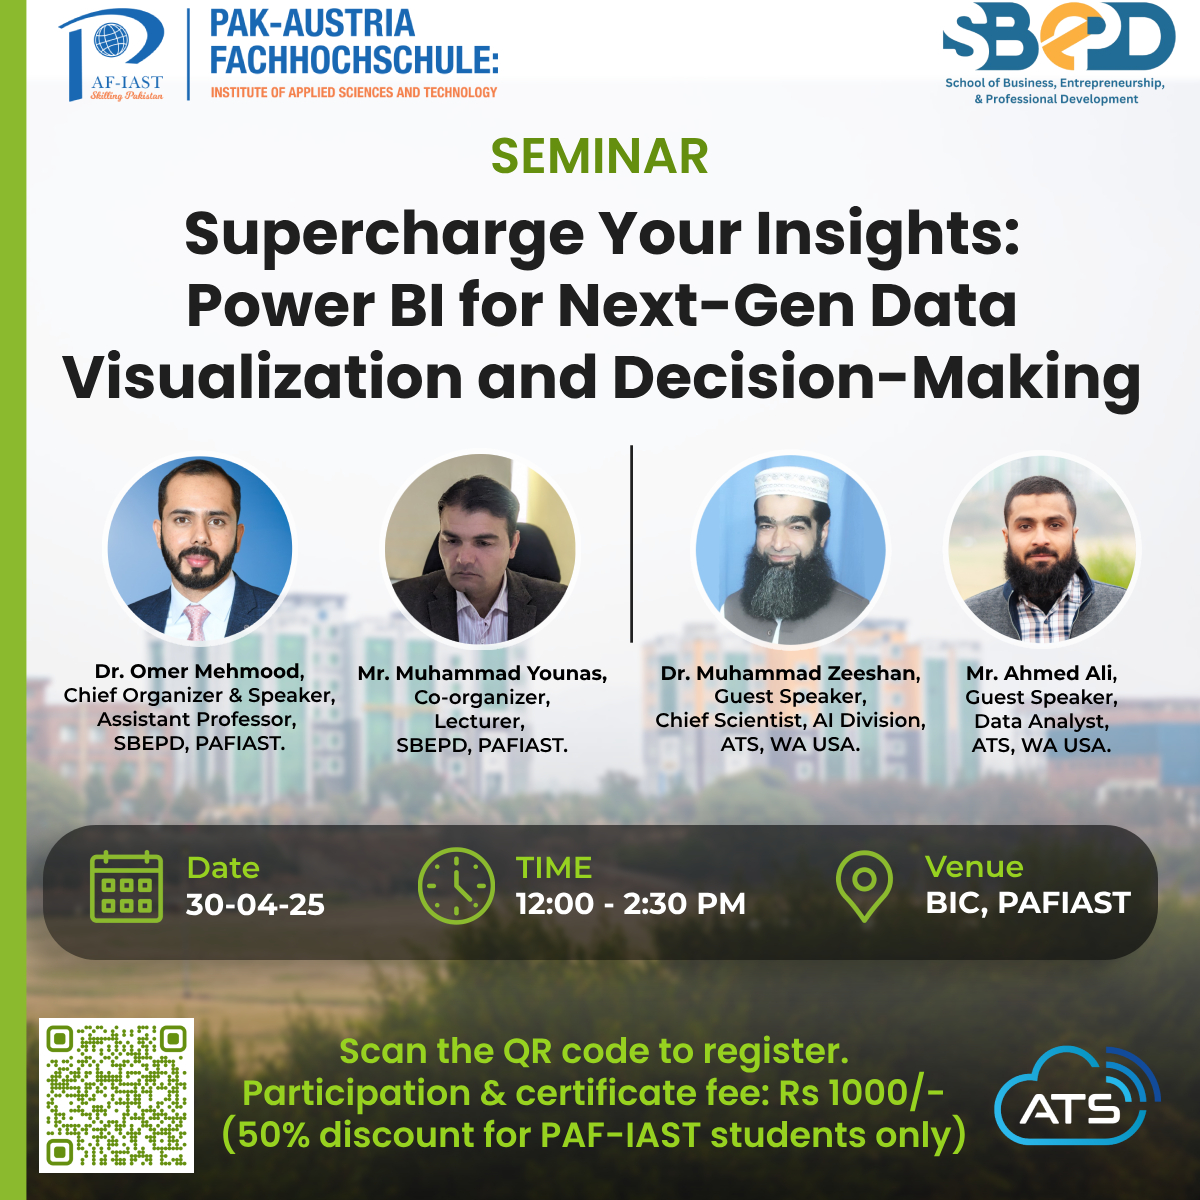 AF-IAST
Skilling Pakistan
PAK-AUSTRIA
FACHHOCHSCHULE:
INSTITUTE OF APPLIED SCIENCES AND TECHNOLOGY
SBEPD
School of Business, Entrepreneurship,
& Professional Development
SEMINAR
Supercharge Your Insights:
Power BI for Next-Gen Data
Visualization and Decision-Making
Dr. Omer Mehmood,
Chief Organizer & Speaker,
Assistant Professor,
SBEPD, PAFIAST.
Mr. Muhammad Younas,
Co-organizer,
Lecturer,
SBEPD, PAFIAST.
Dr. Muhammad Zeeshan,
Guest Speaker,
Chief Scientist, AI Division,
ATS, WA USA.
Mr. Ahmed Ali,
Guest Speaker,
Data Analyst,
ATS, WA USA.
Date
30-04-25
TIME
12:00 - 2:30 PM
Venue
BIC, PAFIAST
Scan the QR code to register.
Participation & certificate fee: Rs 1000/-
(50% discount for PAF-IAST students only)
ATS